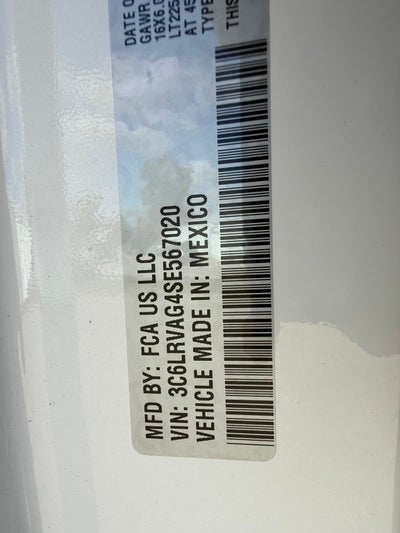 MFD BY: FCA US LLC
VIN: 3C6LRVAG4SE567020
VEHICLE MADE IN: MEXICO
DATE O
GAWR
16X6.0
LT225
AT 45
TYPE
THIS